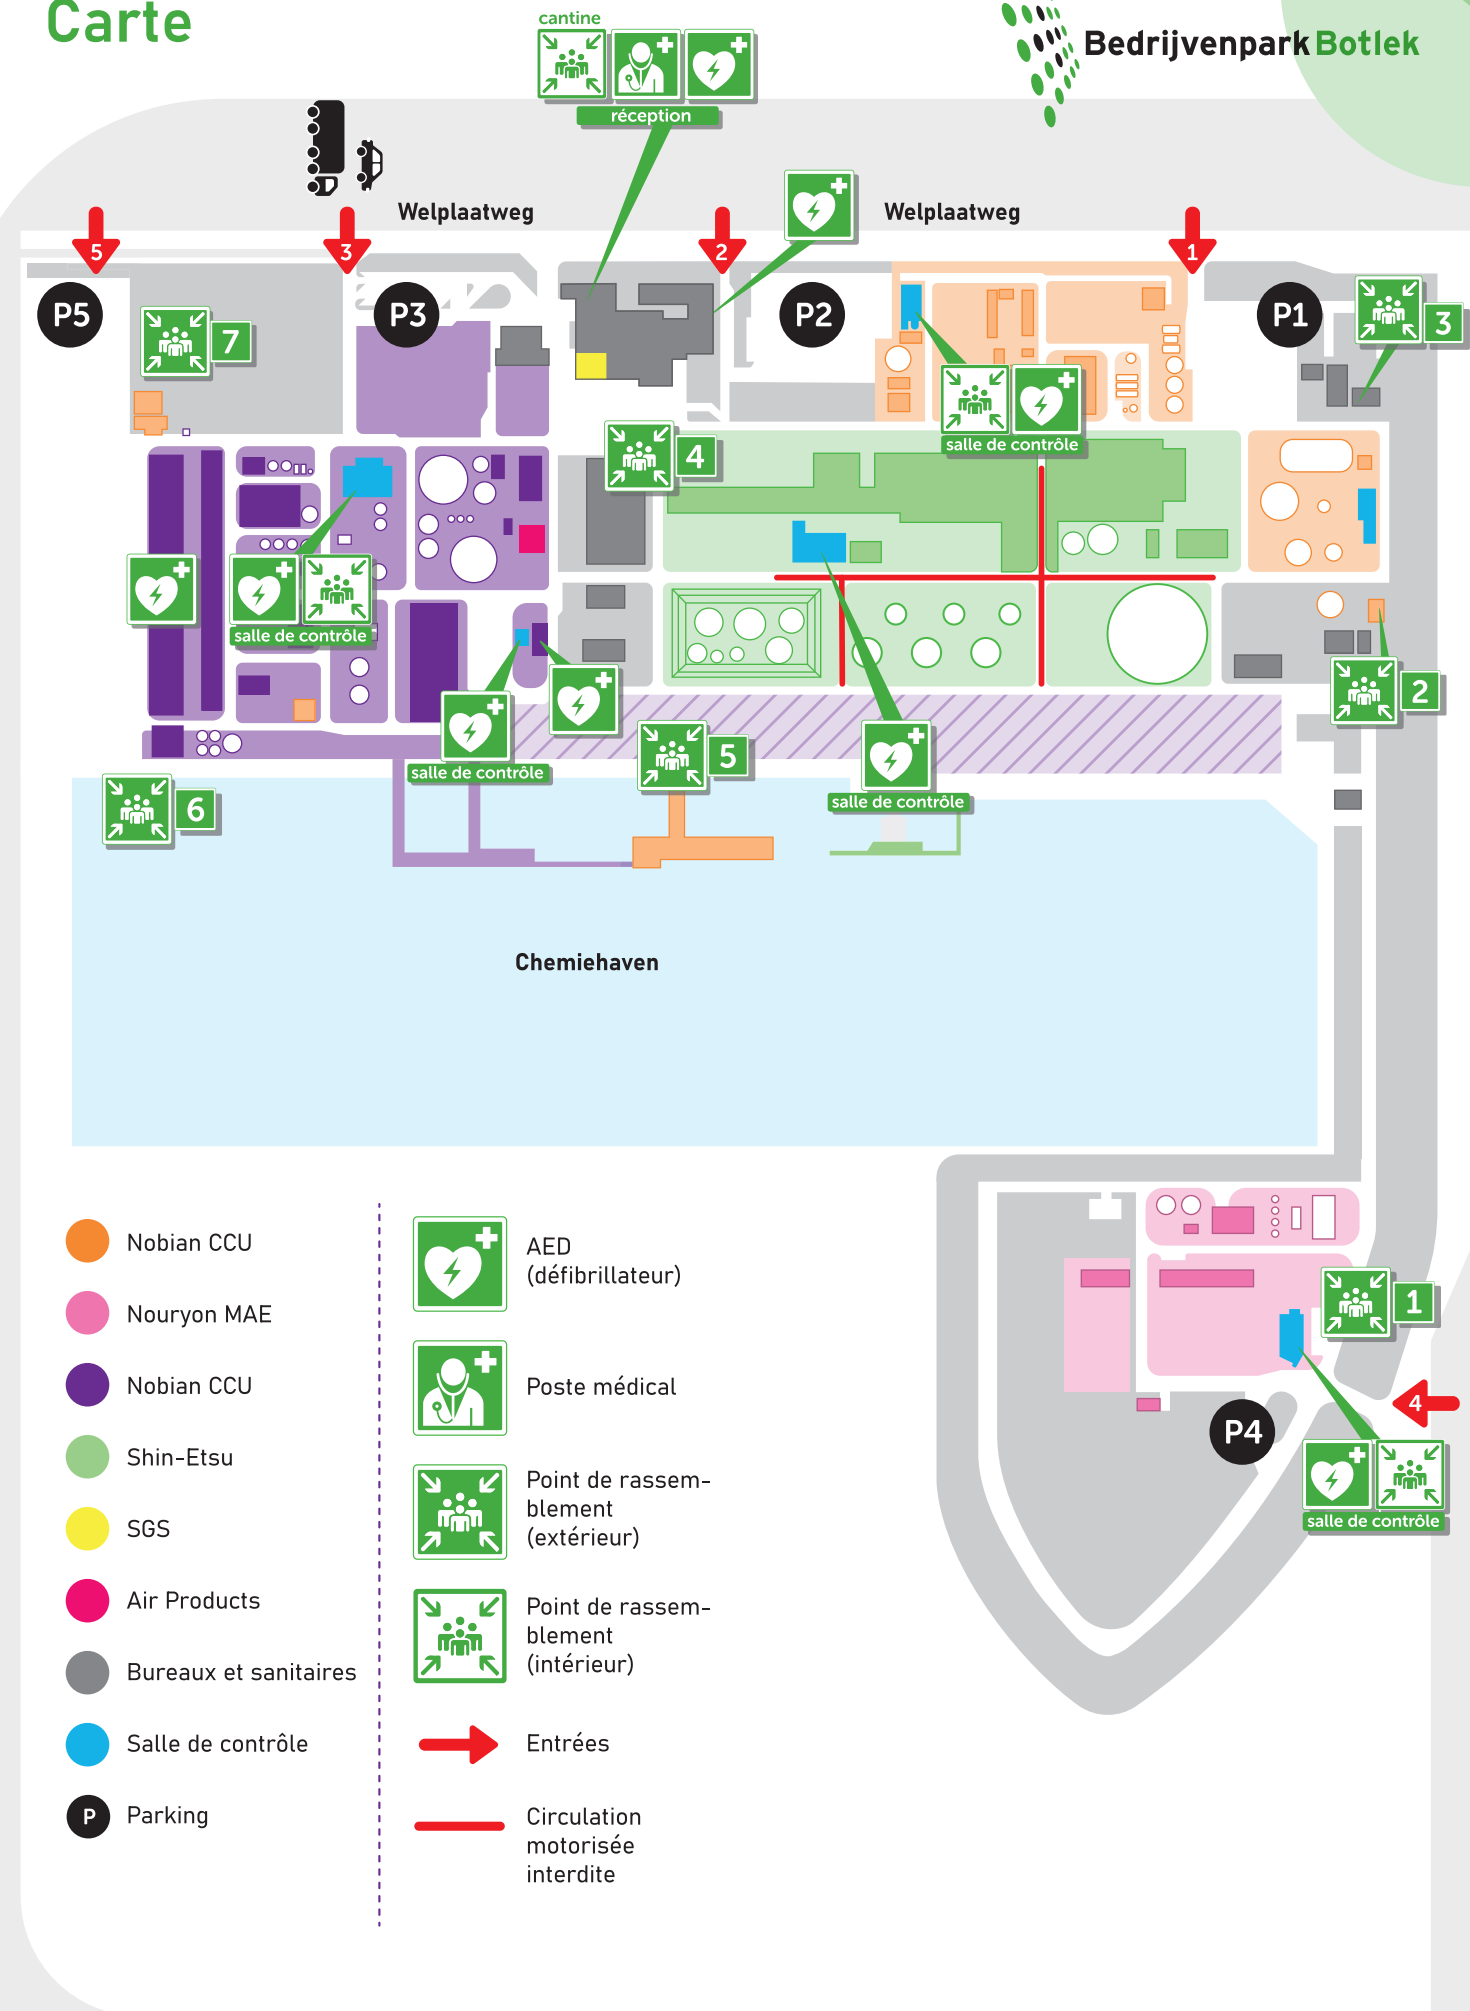 Carte
cantine
Bedrijvenpark Botlek
réception
Welplaatweg
Welplaatweg
5
3
2
1
P5
P3
P2
P1
7
3
salle de contrôle
4
salle de contrôle
2
5
salle de contrôle
salle de contrôle
6
Chemiehaven
1
4
P4
salle de contrôle
Nobian CCU
Nouryon MAE
Nobian CCU
Shin-Etsu
SGS
Air Products
Bureaux et sanitaires
Salle de contrôle
P Parking
AED
(défibrillateur)
Poste médical
Point de rassem-
blement
(extérieur)
Point de rassem-
blement
(intérieur)
Entrées
Circulation
motorisée
interdite